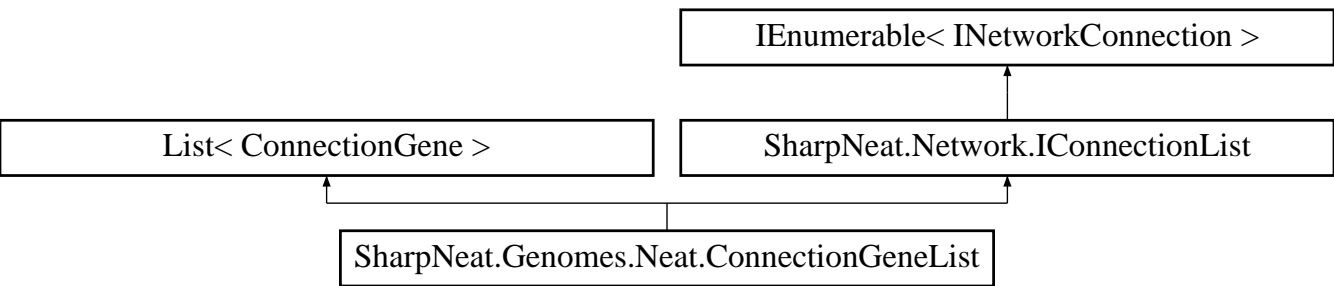 IEnumerable< INetworkConnection >
List< ConnectionGene >
SharpNeat.Network.IConnectionList
SharpNeat.Genomes.Neat.ConnectionGeneList